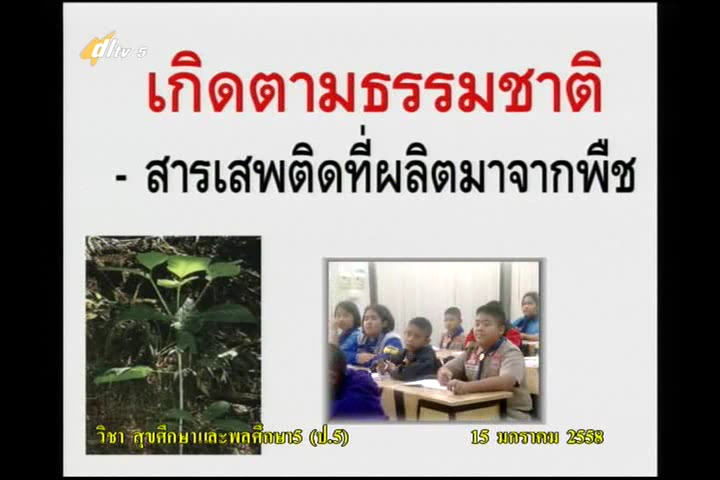 dltv 5
เกิดตามธรรมชาติ
- สารเสพติดที่ผลิตมาจากพืช
วิชา สุขศึกษาและพลศึกษา5 (ป.5) 15 มกราคม 2558